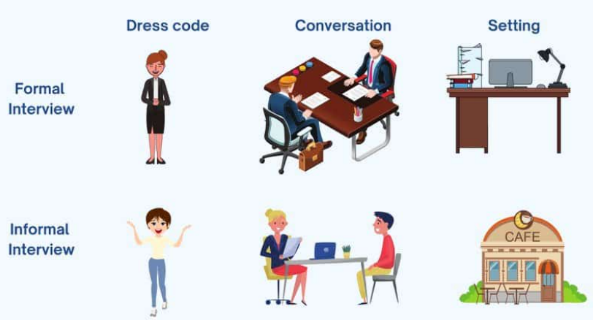 Dress code
Conversation
Setting
Formal
Interview
Informal
Interview
CAFE